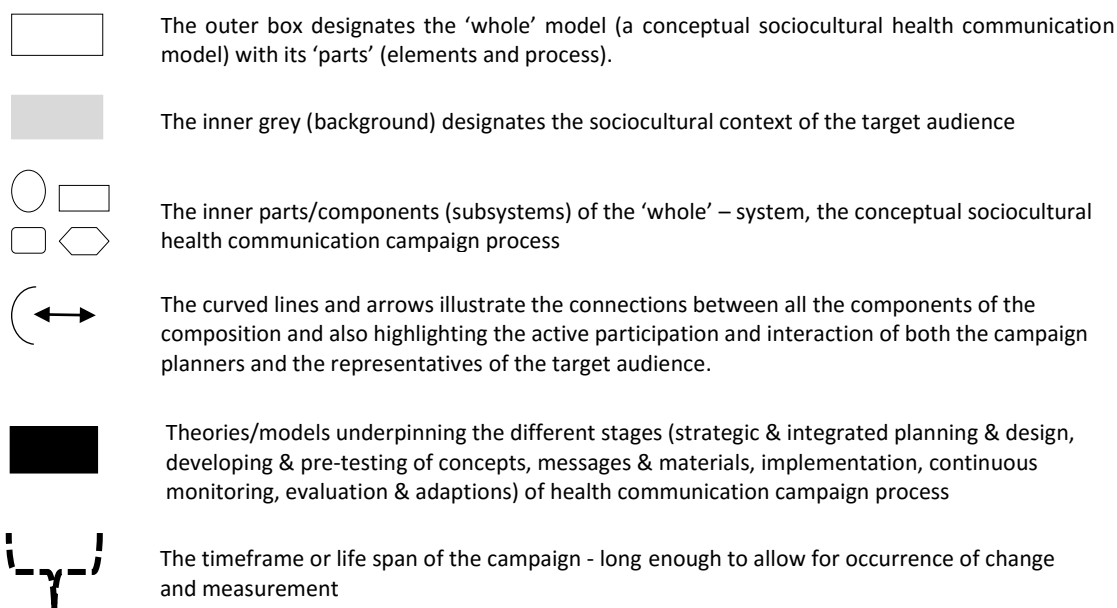 The outer box designates the ‘whole’ model (a conceptual sociocultural health communication
model) with its ‘parts’ (elements and process).
The inner grey (background) designates the sociocultural context of the target audience
The inner parts/components (subsystems) of the ‘whole’ – system, the conceptual sociocultural
health communication campaign process
The curved lines and arrows illustrate the connections between all the components of the
composition and also highlighting the active participation and interaction of both the campaign
planners and the representatives of the target audience.
Theories/models underpinning the different stages (strategic & integrated planning & design,
developing & pre-testing of concepts, messages & materials, implementation, continuous
monitoring, evaluation & adaptions) of health communication campaign process
The timeframe or life span of the campaign - long enough to allow for occurrence of change
and measurement